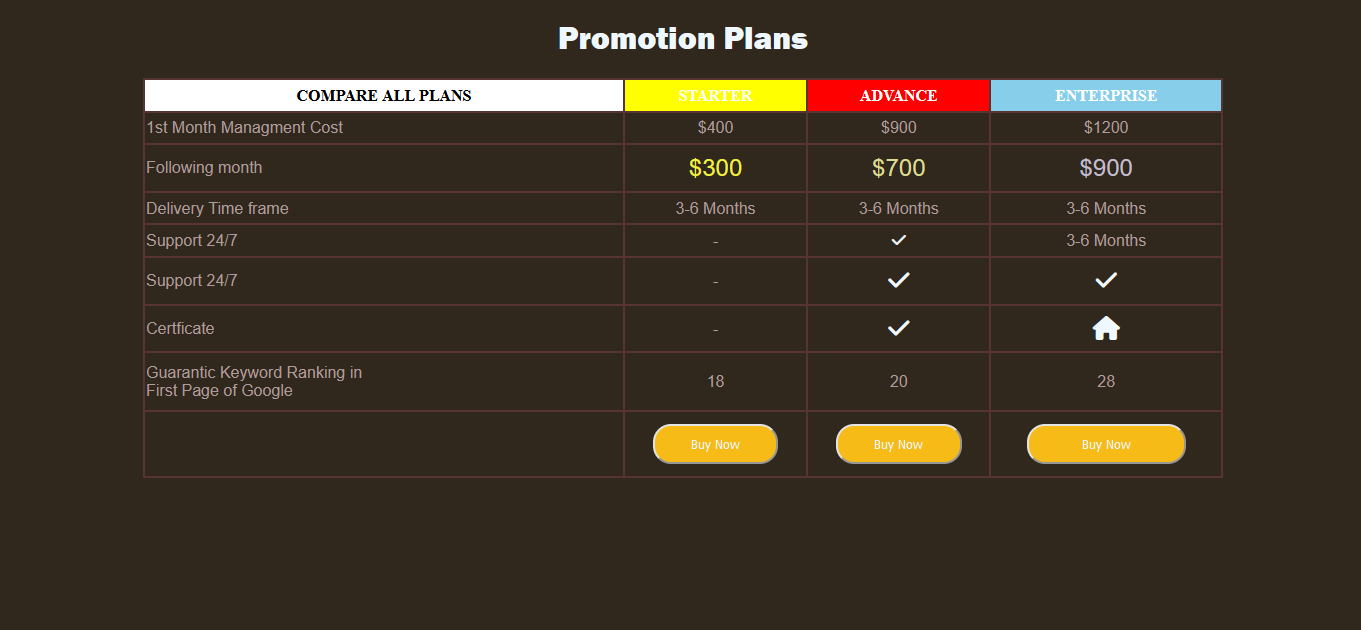 Promotion Plans
COMPARE ALL PLANS STARTER ADVANCE ENTERPRISE
1st Month Managment Cost $400 $900 $1200
Following month $300 $700 $900
Delivery Time frame 3-6 Months 3-6 Months 3-6 Months
Support 24/7 - 3-6 Months
Support 24/7 -
Certficate -
Guarantic Keyword Ranking in
First Page of Google 18 20 28
Buy Now Buy Now Buy Now